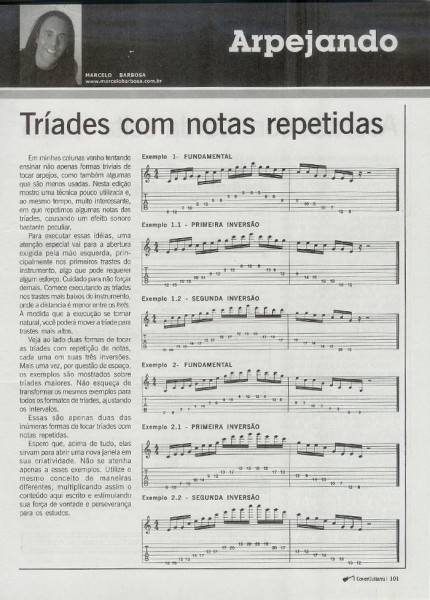 Arpejando
MARCELO BARBOSA
www.marcelobarbosa.com.br
Tríades com notas repetidas
Em minhas colunas venho tentando
ensinar não apenas formas triviais de
tocar arpejos, como também algumas
que são menos usadas. Nesta edição
mostro uma técnica pouco utilizada e,
ao mesmo tempo, muito interessante,
em que repetimos algumas notas das
tríades, causando um efeito sonoro
bastante peculiar.
Para executar essas idéias, uma
atenção especial vai para a abertura
exigida pela mão esquerda, prin-
cipalmente nos primeiros trastes do
instrumento, algo que pode requerer
algum esforço. Cuidado para não forçar
demais. Comece executando as tríades
nos trastes mais baixos do instrumento,
onde a distância é menor entre os frets.
À medida que a execução se tornar
natural, você poderá mover a tríade para
trastes mais altos.
Veja ao lado duas formas de tocar
as tríades com repetição de notas,
cada uma em suas três inversões.
Mais uma vez, por questão de espaço,
os exemplos são mostrados sobre
tríades maiores. Não esqueça de
transformar os mesmos exemplos para
todos os formatos de tríades, ajustando
os intervalos.
Essas são apenas duas das
inúmeras formas de tocar tríades com
notas repetidas.
Espero que, acima de tudo, elas
sirvam para abrir uma nova janela em
sua criatividade. Não se atenha
apenas a esses exemplos. Utilize o
mesmo conceito de maneiras
diferentes, multiplicando assim o
conteúdo aqui escrito e estimulando
sua força de vontade e perseverança
para os estudos.
Exemplo 1- FUNDAMENTAL
Exemplo 1.1 - PRIMEIRA INVERSÃO
Exemplo 1.2 - SEGUNDA INVERSÃO
Exemplo 2- FUNDAMENTAL
Exemplo 2.1 - PRIMEIRA INVERSÃO
Exemplo 2.2 - SEGUNDA INVERSÃO
CoverGuitarra | 101